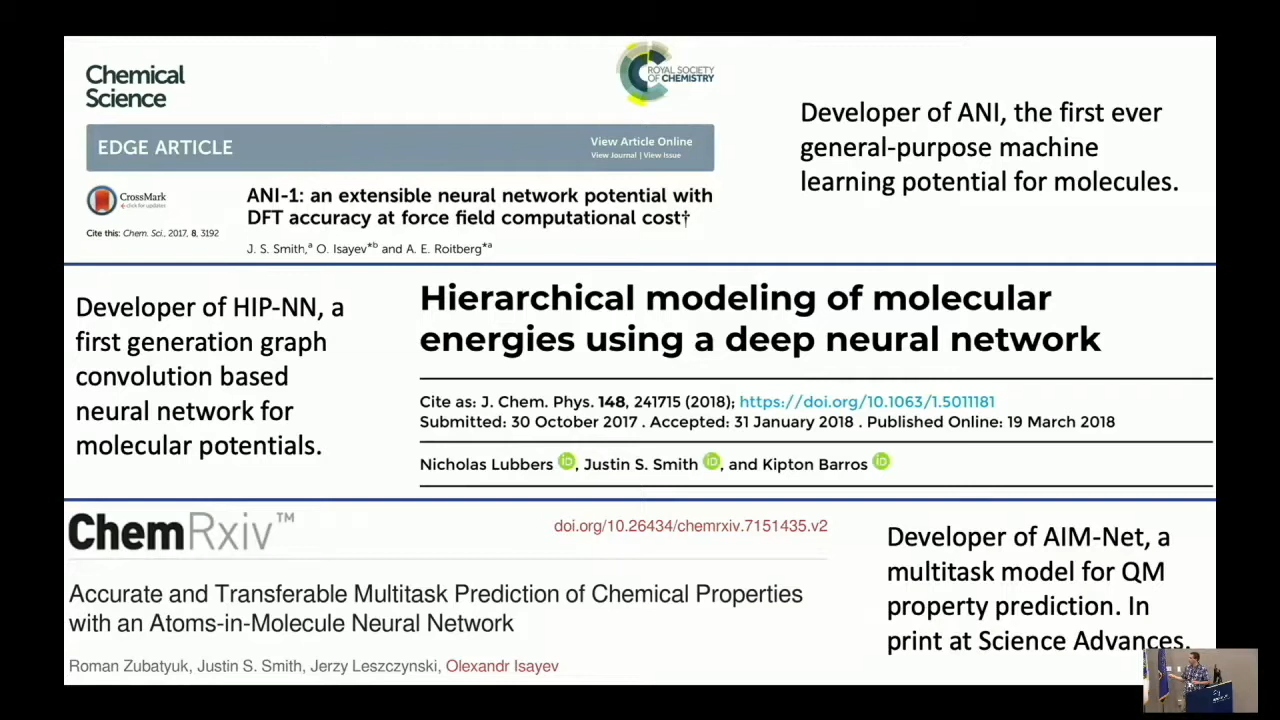 Chemical
Science
ROYAL SOCIETY
OF CHEMISTRY
EDGE ARTICLE
View Article Online
View Journal | View Issue
CrossMark
click for updates
Cite this: Chem. Sci., 2017, 8, 3192
ANI-1: an extensible neural network potential with
DFT accuracy at force field computational cost†
J. S. Smith,ᵃ O. Isayev*ᵇ and A. E. Roitberg*ᵃ
Developer of ANI, the first ever
general-purpose machine
learning potential for molecules.
Developer of HIP-NN, a
first generation graph
convolution based
neural network for
molecular potentials.
Hierarchical modeling of molecular
energies using a deep neural network
Cite as: J. Chem. Phys. 148, 241715 (2018); https://doi.org/10.1063/1.5011181
Submitted: 30 October 2017 . Accepted: 31 January 2018 . Published Online: 19 March 2018
Nicholas Lubbers iD, Justin S. Smith iD, and Kipton Barros iD
ChemRxiv™
doi.org/10.26434/chemrxiv.7151435.v2
Accurate and Transferable Multitask Prediction of Chemical Properties
with an Atoms-in-Molecule Neural Network
Roman Zubatyuk, Justin S. Smith, Jerzy Leszczynski, Olexandr Isayev
Developer of AIM-Net, a
multitask model for QM
property prediction. In
print at Science Advances.